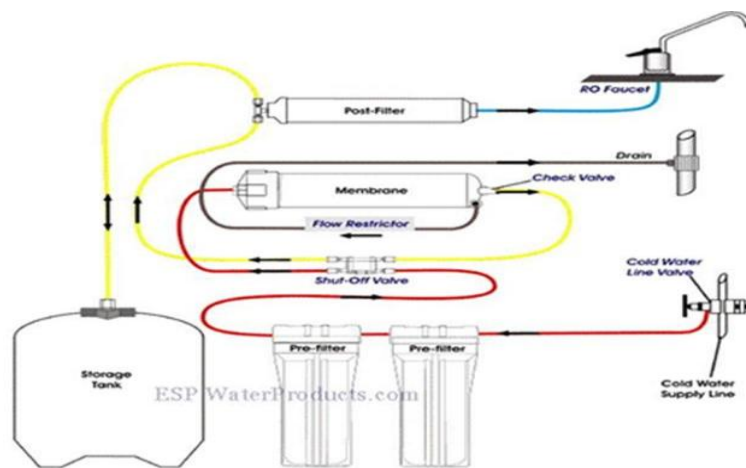 RO Faucet
Post-Filter
Drain
Check Valve
Membrane
Flow Restrictor
Cold Water
Line Valve
Shut-Off Valve
Pre-filter
Pre-filter
Storage
Tank
ESP WaterProducts.com
Cold Water
Supply Line